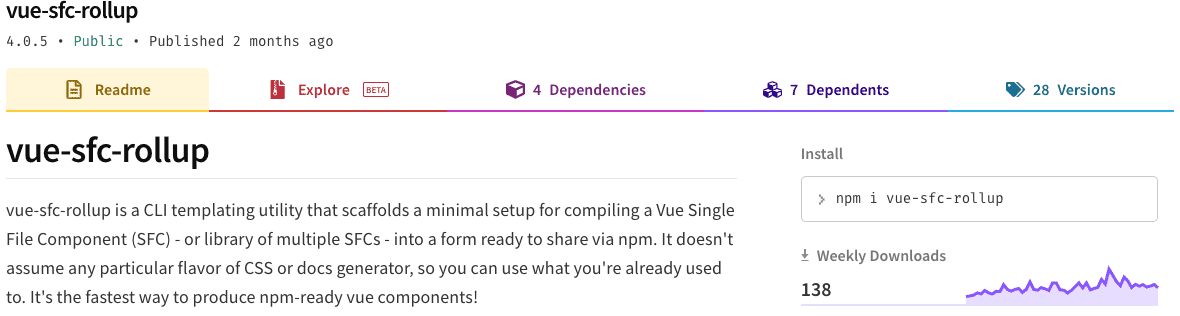 vue-sfc-rollup
4.0.5 • Public • Published 2 months ago
Readme
Explore BETA
4 Dependencies
7 Dependents
28 Versions
vue-sfc-rollup
vue-sfc-rollup is a CLI templating utility that scaffolds a minimal setup for compiling a Vue Single
File Component (SFC) - or library of multiple SFCs - into a form ready to share via npm. It doesn't
assume any particular flavor of CSS or docs generator, so you can use what you're already used
to. It's the fastest way to produce npm-ready vue components!
Install
npm i vue-sfc-rollup
Weekly Downloads
138